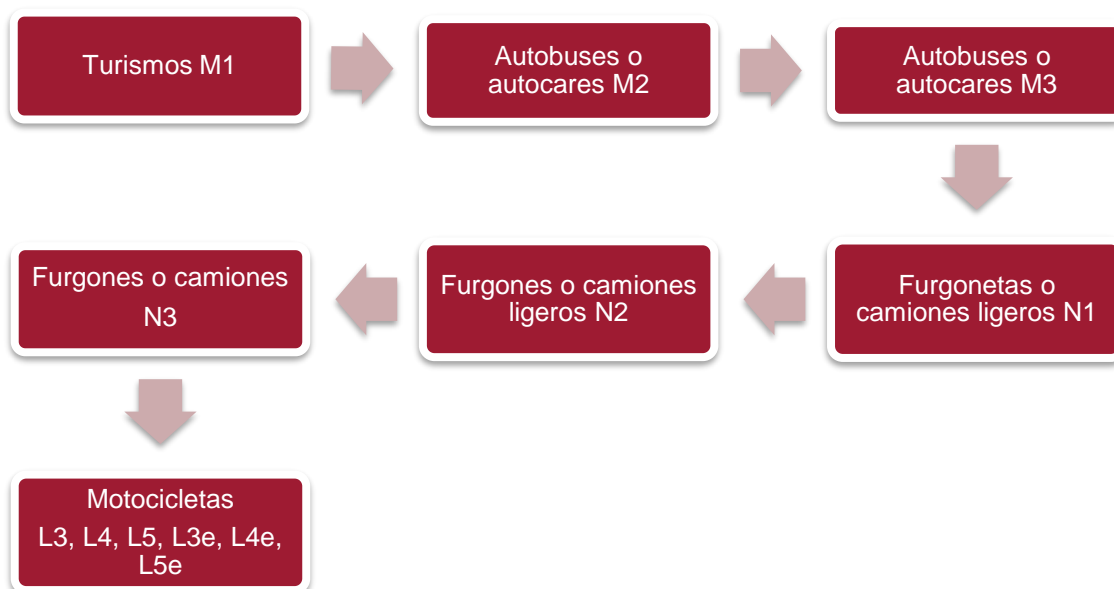 Turismos M1
Autobuses o
autocares M2
Autobuses o
autocares M3
Furgonetas o
camiones ligeros N1
Furgones o camiones
ligeros N2
Furgones o camiones
N3
Motocicletas
L3, L4, L5, L3e, L4e,
L5e